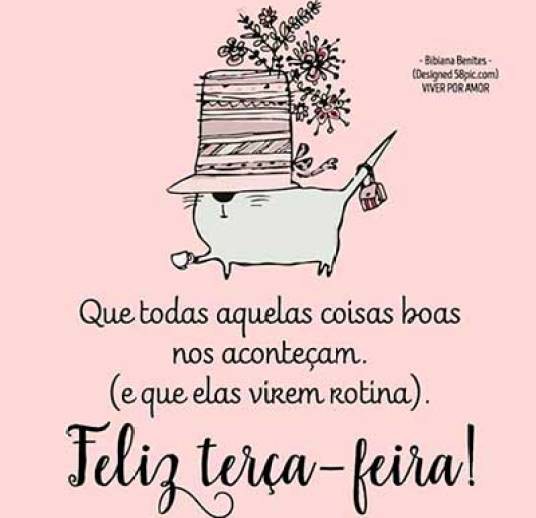 - Bibiana Benites -
(Designed 58pic.com)
VIVER POR AMOR
Que todas aquelas coisas boas
nos aconteçam.
(e que elas virem rotina).
Feliz terça-feira!